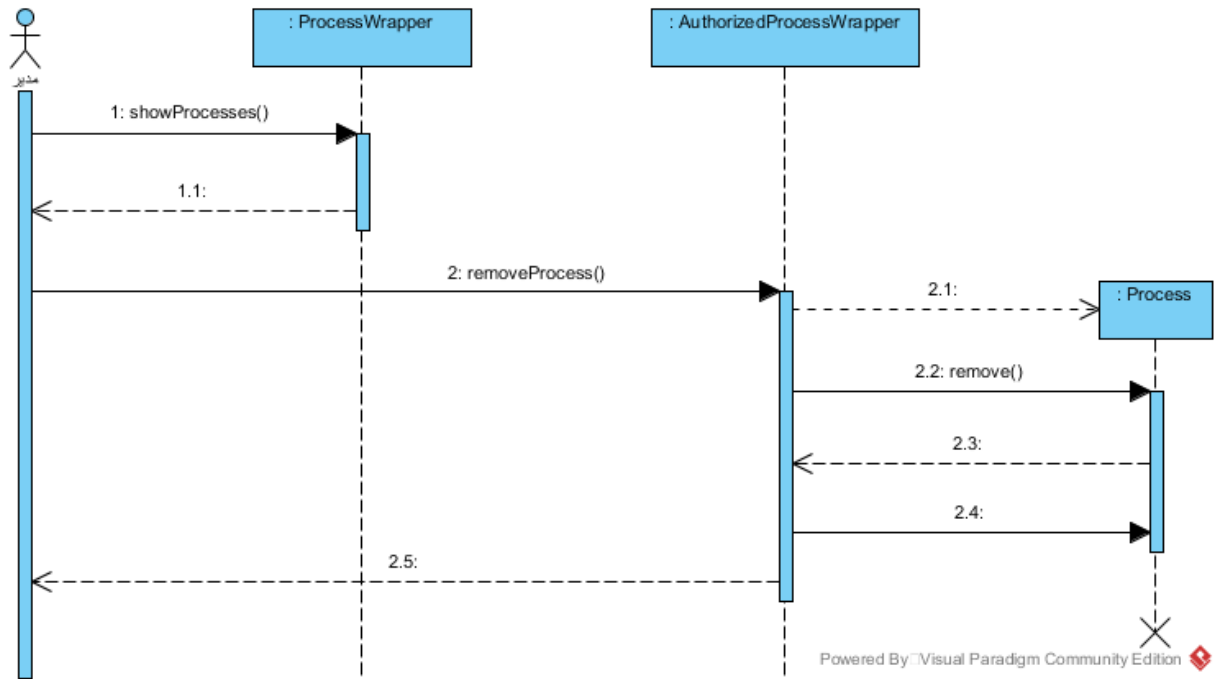 : ProcessWrapper
: AuthorizedProcessWrapper
مدیر
1: showProcesses()
1.1:
2: removeProcess()
2.1:
: Process
2.2: remove()
2.3:
2.4:
2.5:
Powered By Visual Paradigm Community Edition